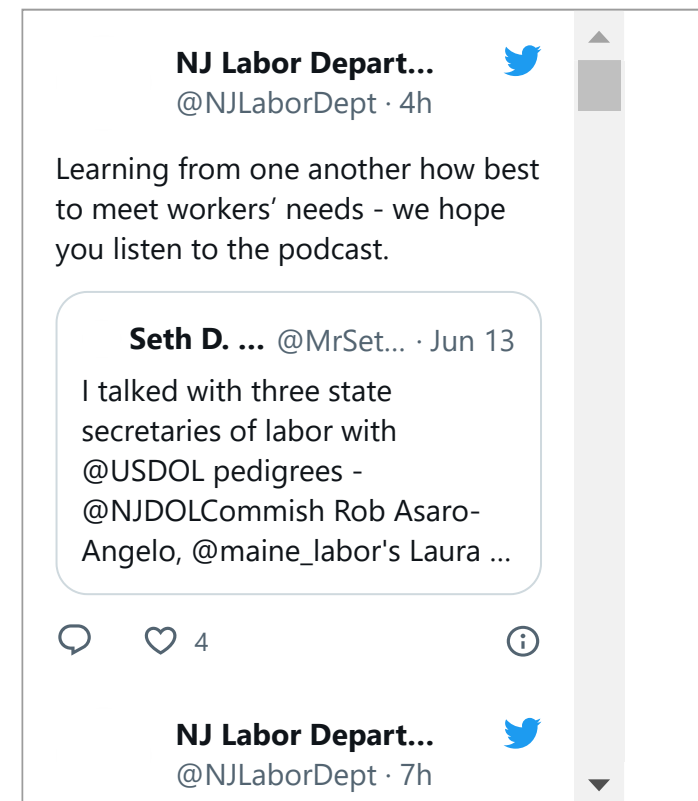 NJ Labor Depart...
@NJLaborDept · 4h
Learning from one another how best
to meet workers’ needs - we hope
you listen to the podcast.
Seth D. ... @MrSet... · Jun 13
I talked with three state
secretaries of labor with
@USDOL pedigrees -
@NJDOLCommish Rob Asaro-
Angelo, @maine_labor's Laura ...
4
NJ Labor Depart...
@NJLaborDept · 7h